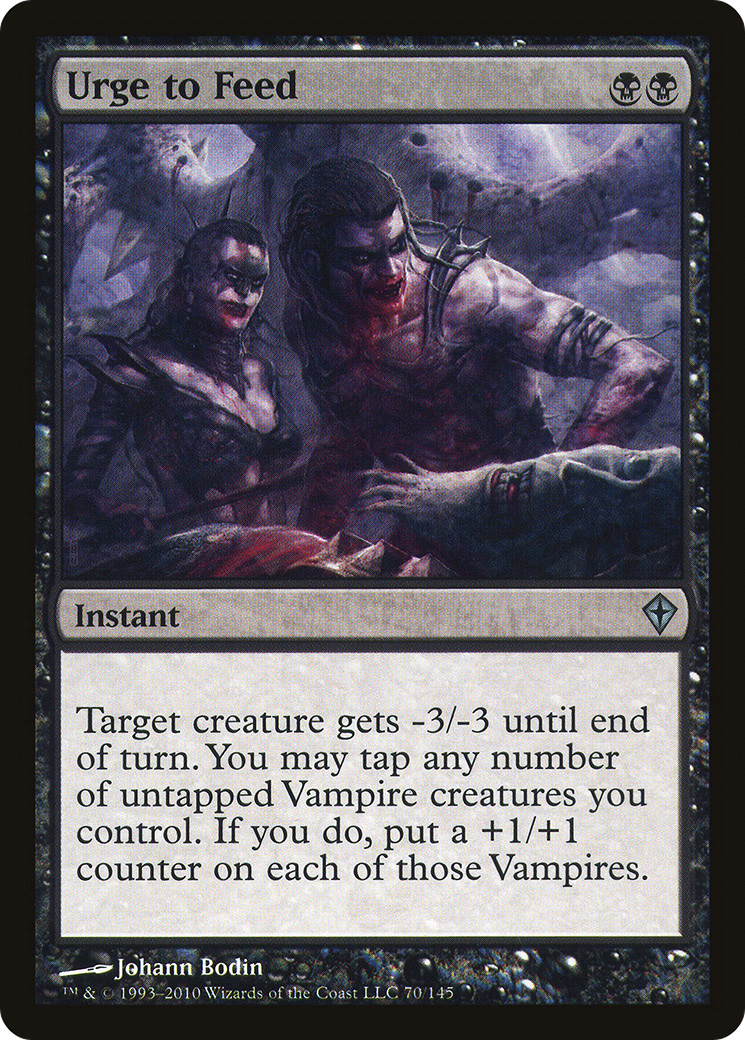 Urge to Feed
Instant
Target creature gets -3/-3 until end
of turn. You may tap any number
of untapped Vampire creatures you
control. If you do, put a +1/+1
counter on each of those Vampires.
Johann Bodin
™ & © 1993–2010 Wizards of the Coast LLC 70/145